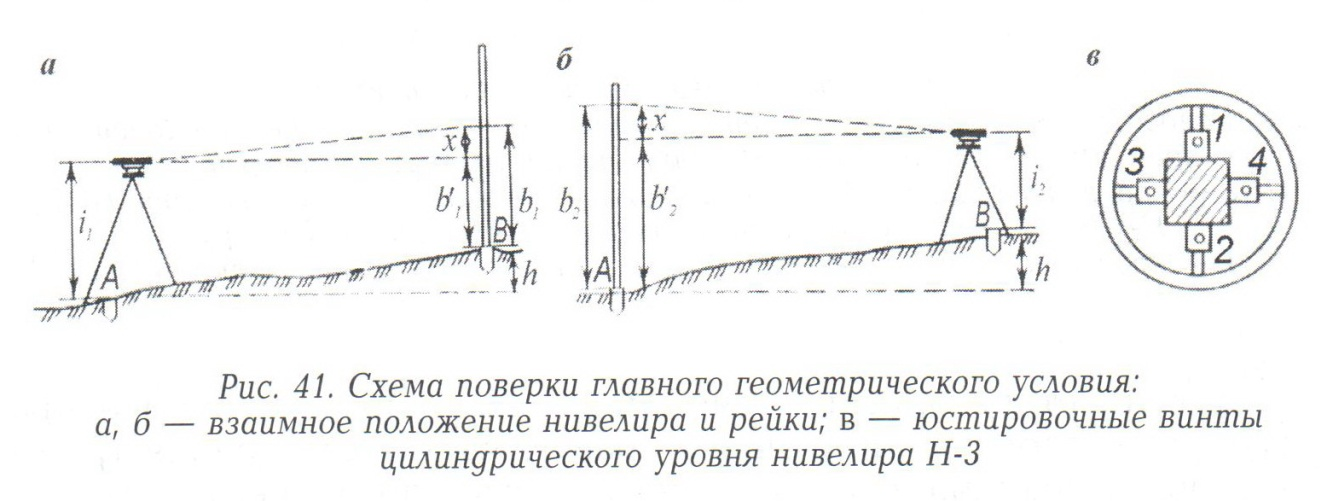 а
б
в
x
i₁
b'₁
b₁
A
B
h
x
b₂
b'₂
i₂
A
B
h
1
3
4
2
Рис. 41. Схема поверки главного геометрического условия:
а, б — взаимное положение нивелира и рейки; в — юстировочные винты
цилиндрического уровня нивелира Н-3